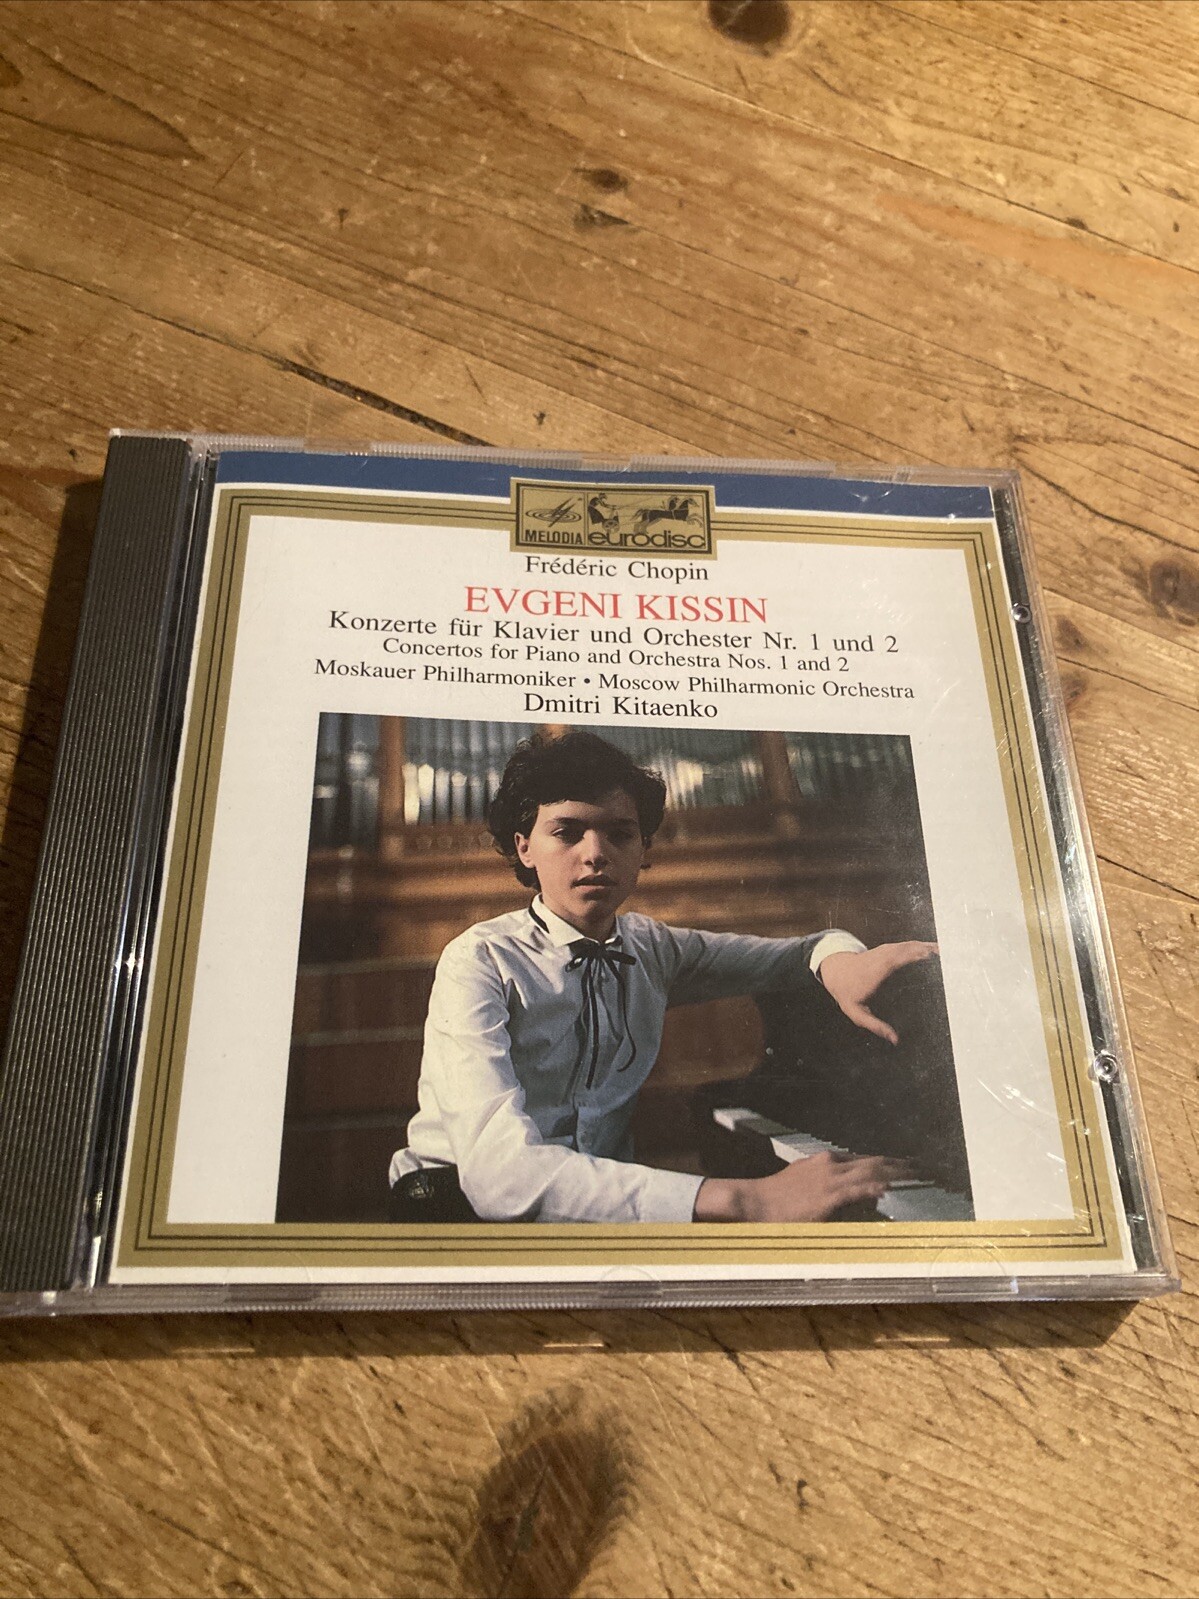 MELODIA eurodisc
Frédéric Chopin
EVGENI KISSIN
Konzerte für Klavier und Orchester Nr. 1 und 2
Concertos for Piano and Orchestra Nos. 1 and 2
Moskauer Philharmoniker • Moscow Philharmonic Orchestra
Dmitri Kitaenko